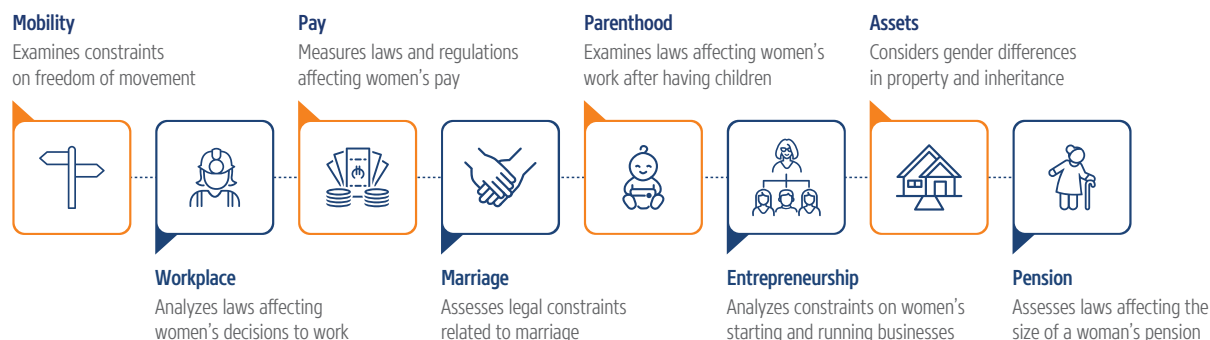 Mobility
Examines constraints
on freedom of movement
Pay
Measures laws and regulations
affecting women's pay
Parenthood
Examines laws affecting women's
work after having children
Assets
Considers gender differences
in property and inheritance
Workplace
Analyzes laws affecting
women's decisions to work
Marriage
Assesses legal constraints
related to marriage
Entrepreneurship
Analyzes constraints on women's
starting and running businesses
Pension
Assesses laws affecting the
size of a woman's pension